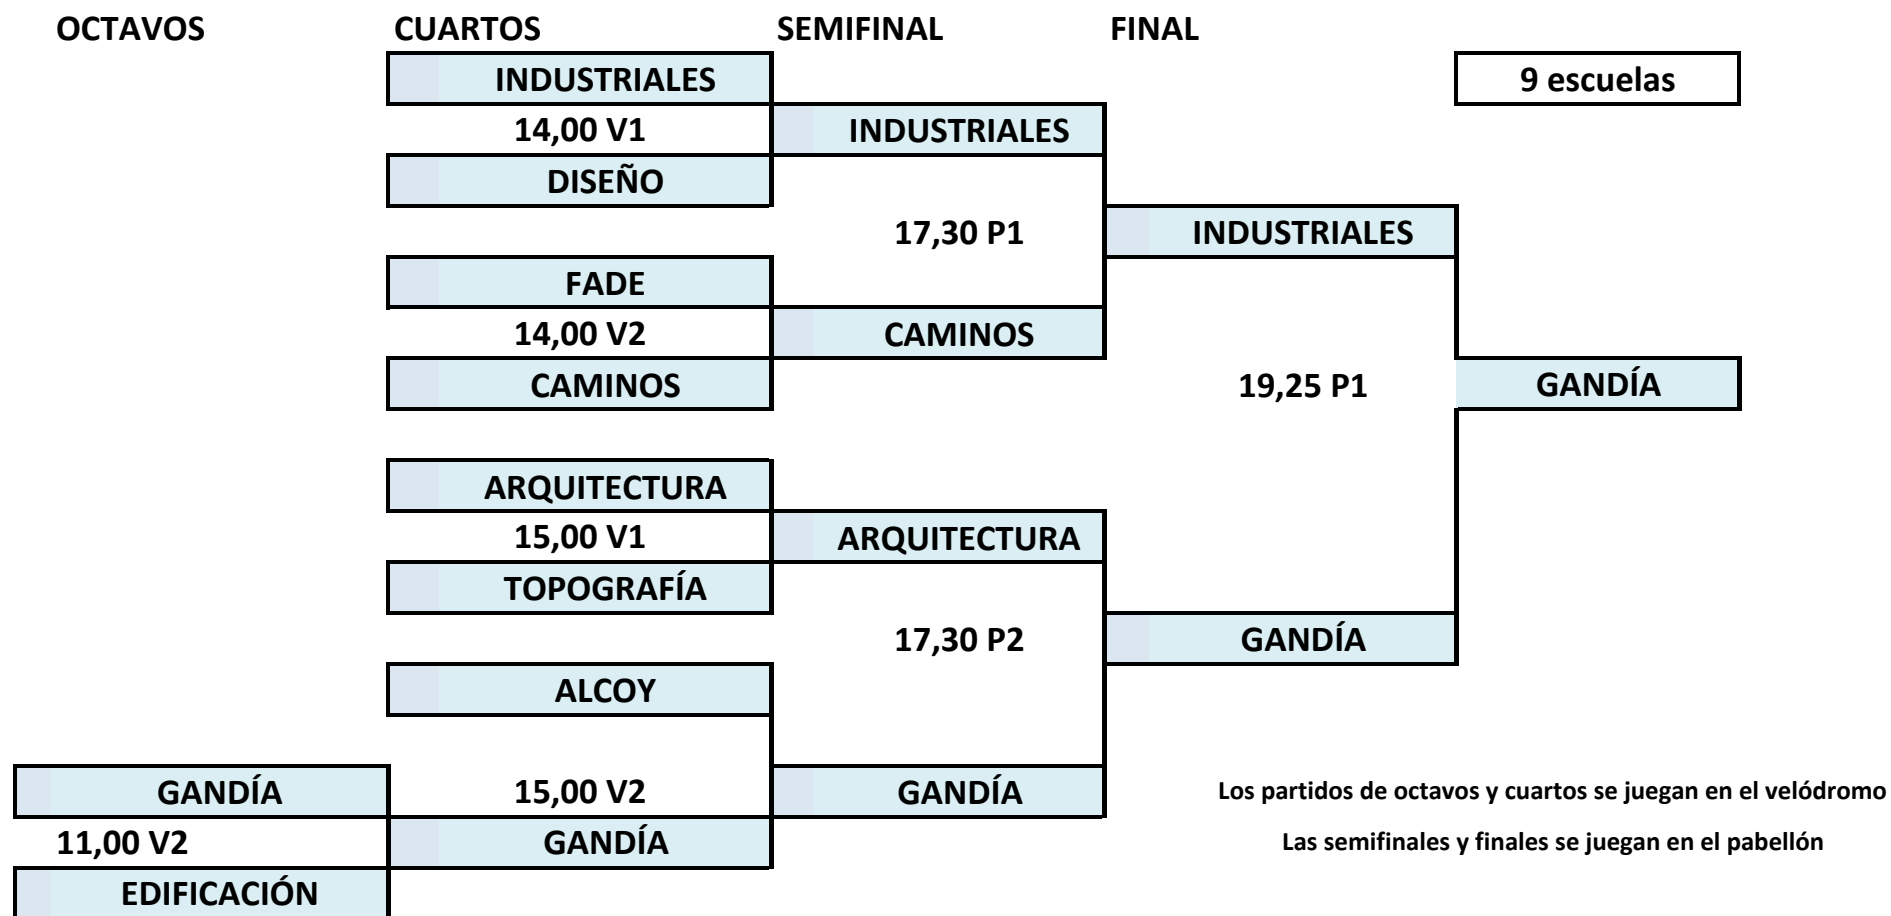 OCTAVOS CUARTOS SEMIFINAL FINAL
INDUSTRIALES 9 escuelas
14,00 V1 INDUSTRIALES
DISEÑO
17,30 P1 INDUSTRIALES
FADE
14,00 V2 CAMINOS
CAMINOS 19,25 P1 GANDÍA
ARQUITECTURA
15,00 V1 ARQUITECTURA
TOPOGRAFÍA
17,30 P2 GANDÍA
ALCOY
GANDÍA 15,00 V2 GANDÍA Los partidos de octavos y cuartos se juegan en el velódromo
11,00 V2 GANDÍA Las semifinales y finales se juegan en el pabellón
EDIFICACIÓN